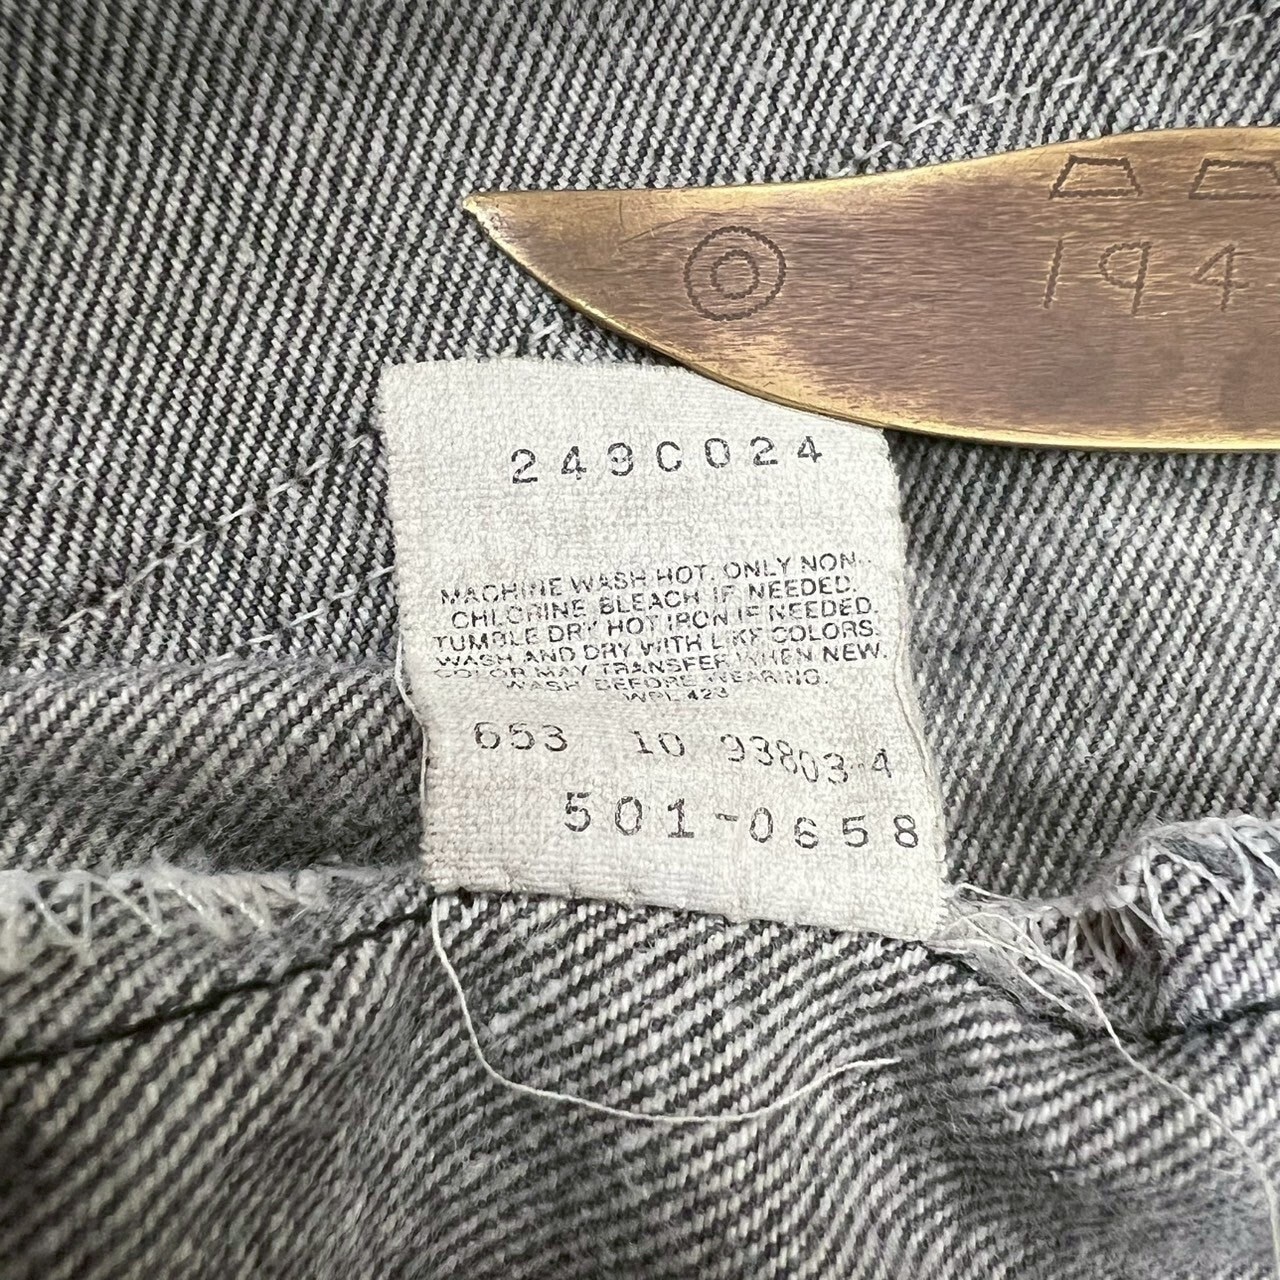 ◎
194
249C024
MACHINE WASH HOT. ONLY NON-
CHLORINE BLEACH IF NEEDED.
TUMBLE DRY HOT IRON IF NEEDED.
WASH AND DRY WITH LIKE COLORS.
COLOR MAY TRANSFER WHEN NEW.
WASH BEFORE WEARING.
WPL 423
653 10 93803 4
501-0658